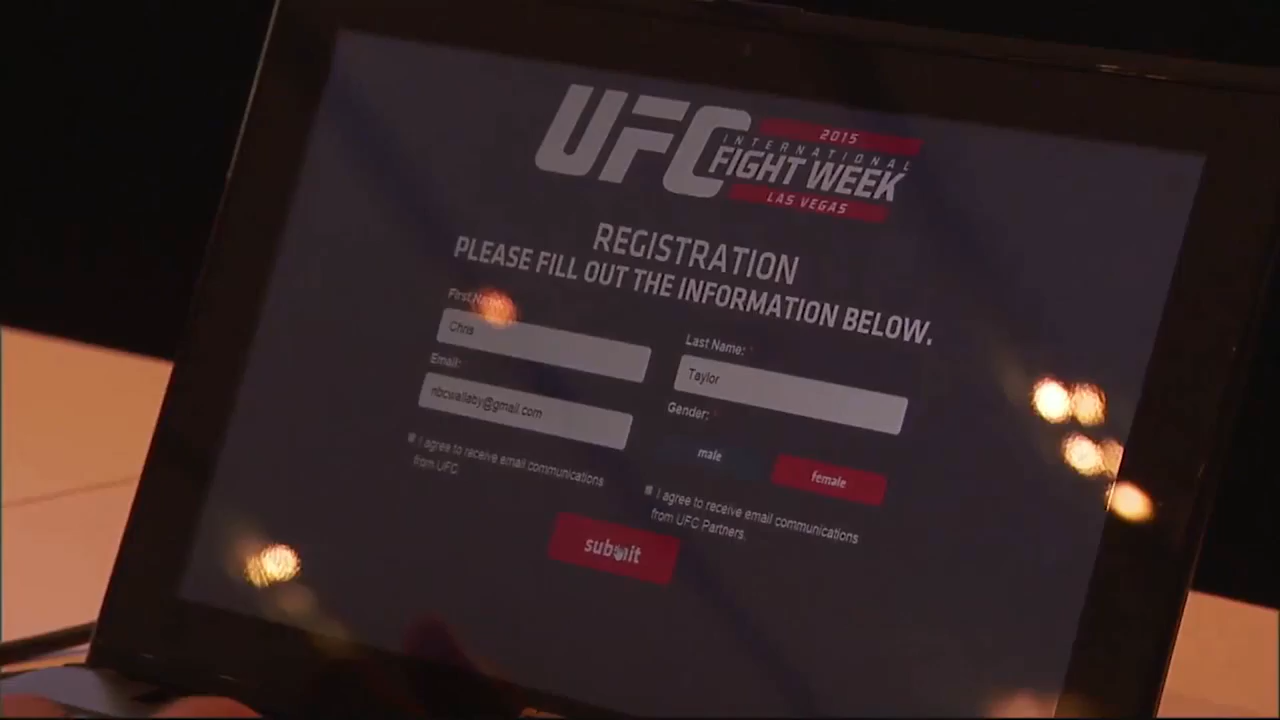 UFC
2015
INTERNATIONAL
FIGHT WEEK
LAS VEGAS
REGISTRATION
PLEASE FILL OUT THE INFORMATION BELOW.
First Name:
Chris
Last Name:
Taylor
Email:
nbcwallaby@gmail.com
Gender:
male
female
I agree to receive email communications
from UFC.
I agree to receive email communications
from UFC Partners.
submit